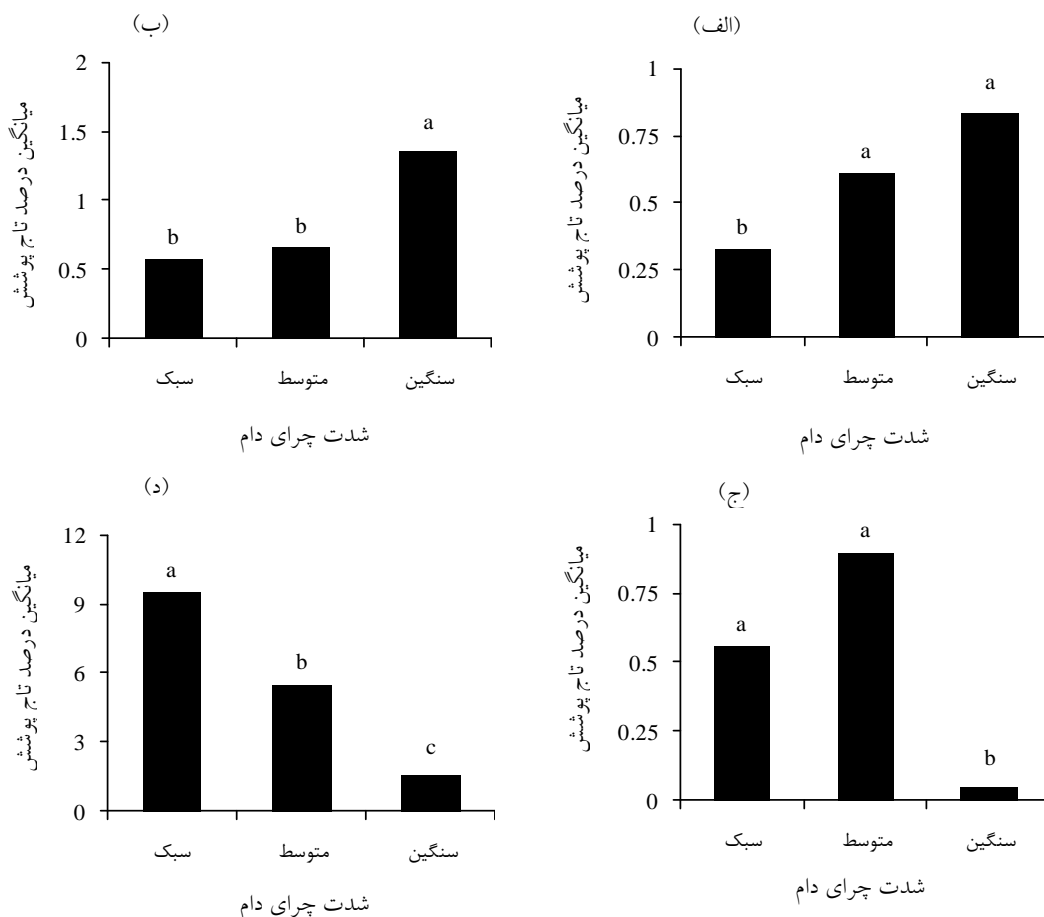 (الف)
میانگین درصد تاج پوشش
1
0.75
0.5
0.25
0
b
a
a
سبک
متوسط
سنگین
شدت چرای دام
(ب)
میانگین درصد تاج پوشش
2
1.5
1
0.5
0
b
b
a
سبک
متوسط
سنگین
شدت چرای دام
(ج)
میانگین درصد تاج پوشش
1
0.75
0.5
0.25
0
a
a
b
سبک
متوسط
سنگین
شدت چرای دام
(د)
میانگین درصد تاج پوشش
12
9
6
3
0
a
b
c
سبک
متوسط
سنگین
شدت چرای دام